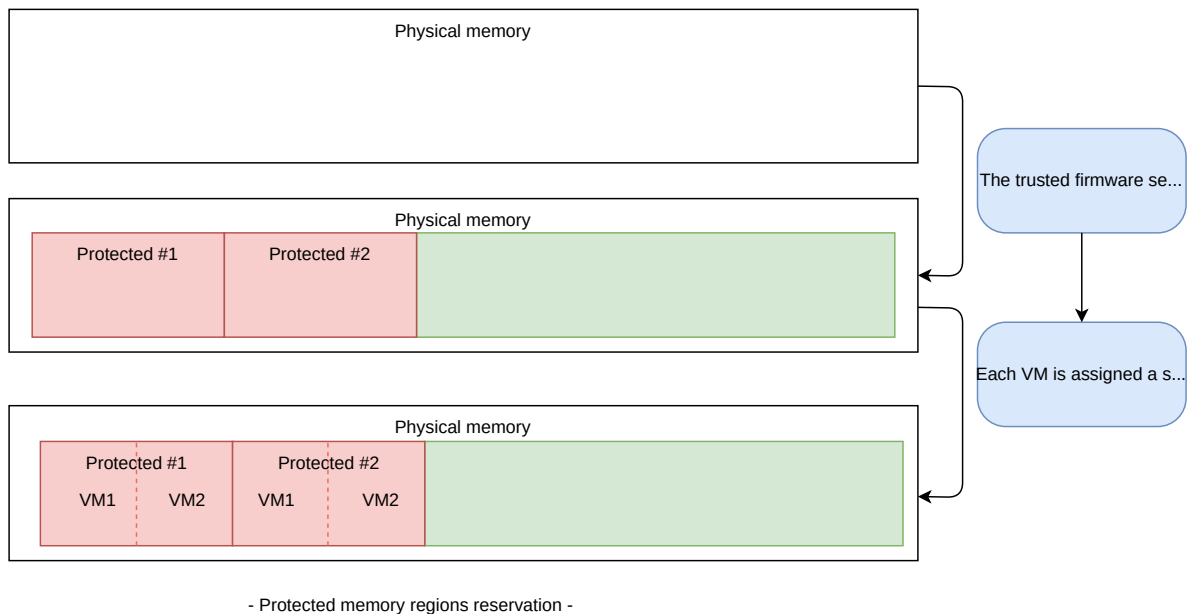 Physical memory
The trusted firmware se...
Physical memory
Protected #1
Protected #2
Each VM is assigned a s...
Physical memory
Protected #1
Protected #2
VM1
VM2
VM1
VM2
- Protected memory regions reservation -